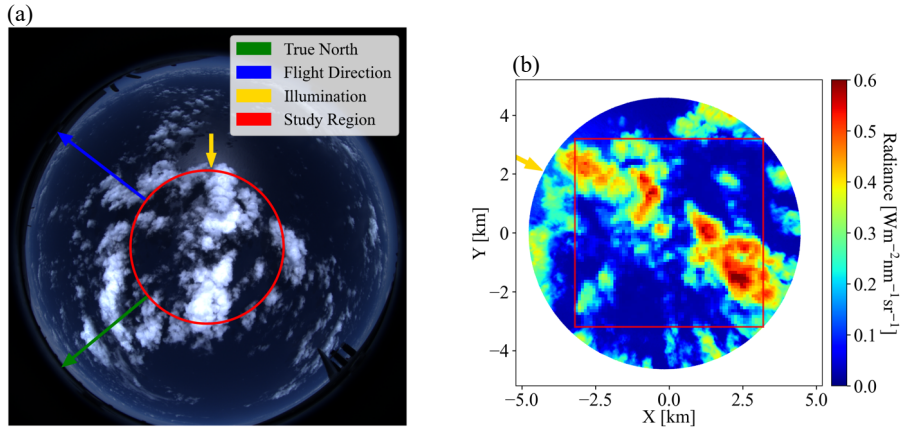 (a)
True North
Flight Direction
Illumination
Study Region
(b)
4
2
0
−2
−4
Y [km]
−5.0
−2.5
0.0
2.5
5.0
X [km]
0.6
0.5
0.4
0.3
0.2
0.1
0.0
Radiance [Wm⁻²nm⁻¹sr⁻¹]